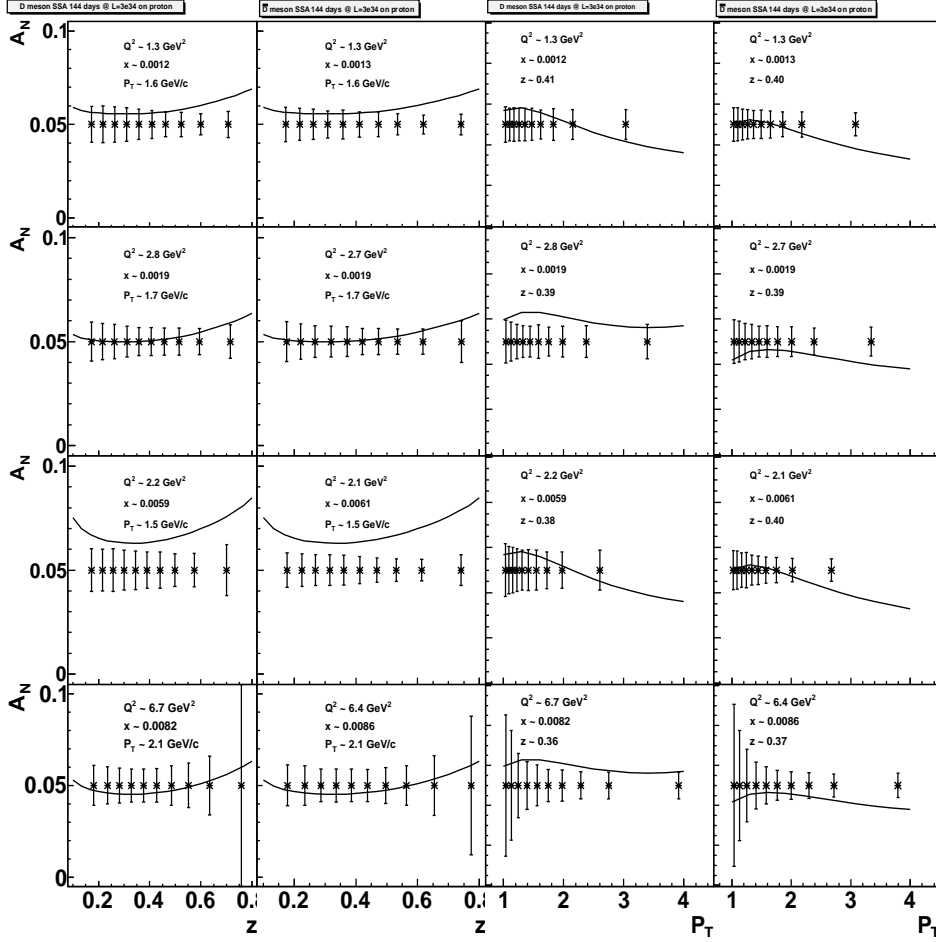 D meson SSA 144 days @ L=3e34 on proton
D̅ meson SSA 144 days @ L=3e34 on proton
D meson SSA 144 days @ L=3e34 on proton
D̅ meson SSA 144 days @ L=3e34 on proton
A_N
0.1
0.05
0
Q² ~ 1.3 GeV²
x ~ 0.0012
P_T ~ 1.6 GeV/c
Q² ~ 1.3 GeV²
x ~ 0.0013
P_T ~ 1.6 GeV/c
Q² ~ 1.3 GeV²
x ~ 0.0012
z ~ 0.41
Q² ~ 1.3 GeV²
x ~ 0.0013
z ~ 0.40
A_N
0.1
0.05
0
Q² ~ 2.8 GeV²
x ~ 0.0019
P_T ~ 1.7 GeV/c
Q² ~ 2.7 GeV²
x ~ 0.0019
P_T ~ 1.7 GeV/c
Q² ~ 2.8 GeV²
x ~ 0.0019
z ~ 0.39
Q² ~ 2.7 GeV²
x ~ 0.0019
z ~ 0.39
A_N
0.1
0.05
0
Q² ~ 2.2 GeV²
x ~ 0.0059
P_T ~ 1.5 GeV/c
Q² ~ 2.1 GeV²
x ~ 0.0061
P_T ~ 1.5 GeV/c
Q² ~ 2.2 GeV²
x ~ 0.0059
z ~ 0.38
Q² ~ 2.1 GeV²
x ~ 0.0061
z ~ 0.40
A_N
0.1
0.05
0
Q² ~ 6.7 GeV²
x ~ 0.0082
P_T ~ 2.1 GeV/c
Q² ~ 6.4 GeV²
x ~ 0.0086
P_T ~ 2.1 GeV/c
Q² ~ 6.7 GeV²
x ~ 0.0082
z ~ 0.36
Q² ~ 6.4 GeV²
x ~ 0.0086
z ~ 0.37
0.2 0.4 0.6
0.2 0.4 0.6
1 2 3 4
1 2 3 4
z
z
P_T
P_T